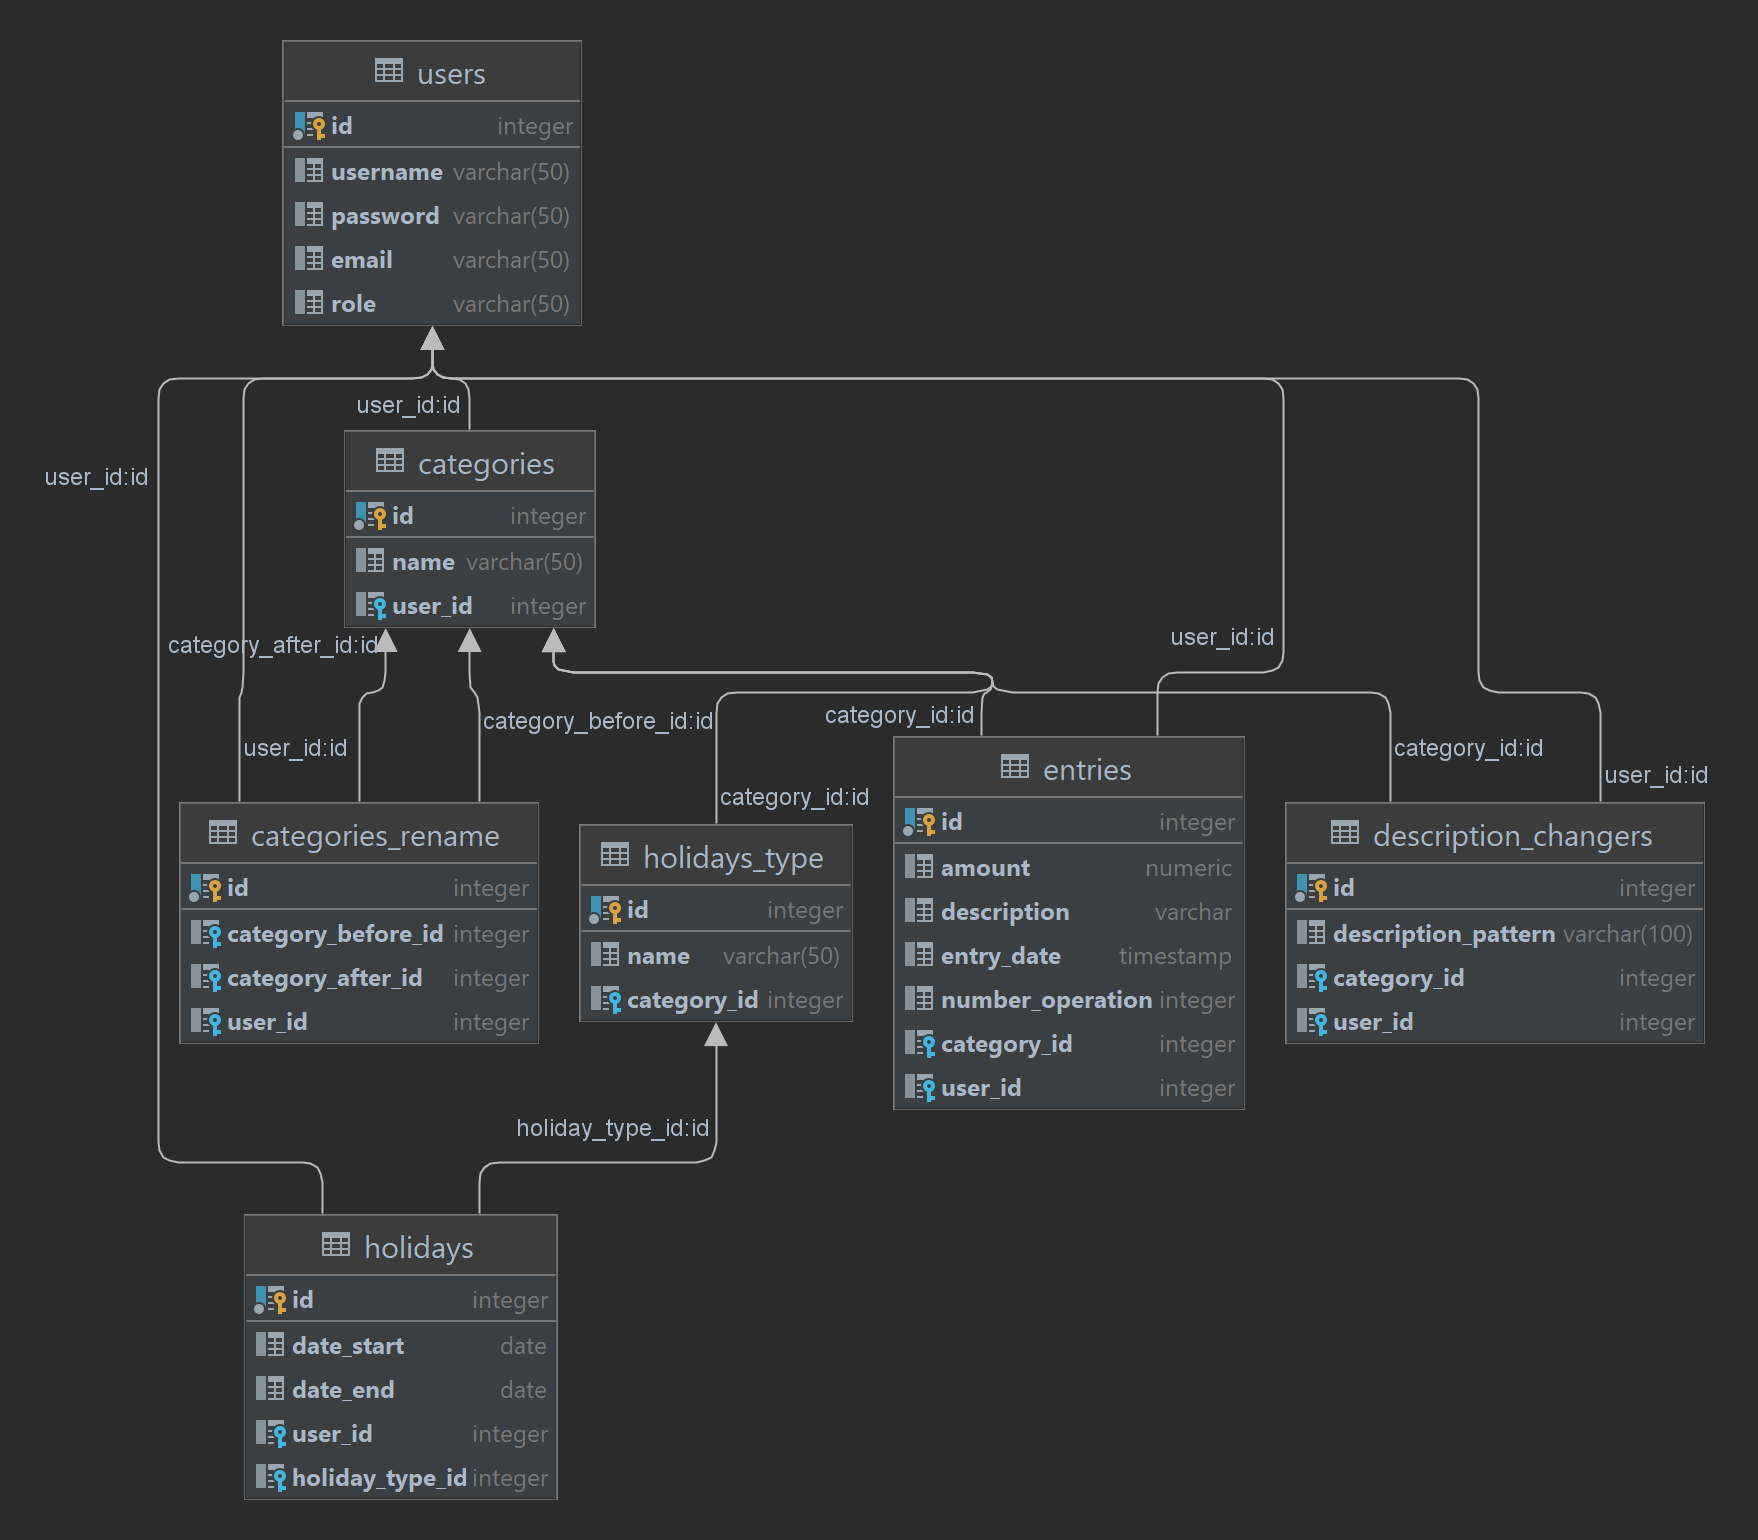 users
id integer
username varchar(50)
password varchar(50)
email varchar(50)
role varchar(50)
user_id:id
user_id:id
categories
id integer
name varchar(50)
user_id integer
category_after_id:id
user_id:id
category_before_id:id
category_id:id
user_id:id
category_id:id
user_id:id
category_id:id
categories_rename
id integer
category_before_id integer
category_after_id integer
user_id integer
holidays_type
id integer
name varchar(50)
category_id integer
entries
id integer
amount numeric
description varchar
entry_date timestamp
number_operation integer
category_id integer
user_id integer
description_changers
id integer
description_pattern varchar(100)
category_id integer
user_id integer
holiday_type_id:id
holidays
id integer
date_start date
date_end date
user_id integer
holiday_type_id integer